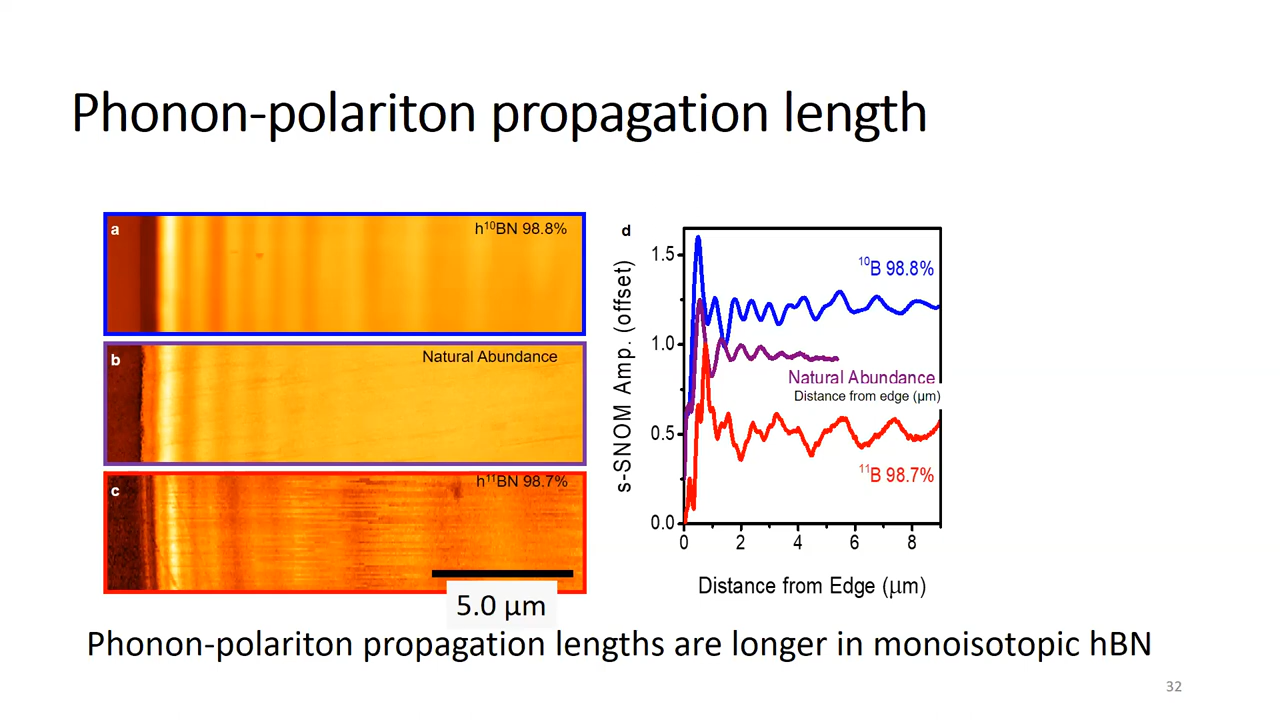 Phonon-polariton propagation length
a
h¹⁰BN 98.8%
b
Natural Abundance
c
h¹¹BN 98.7%
5.0 µm
d
s-SNOM Amp. (offset)
1.5
1.0
0.5
0.0
¹⁰B 98.8%
Natural Abundance
Distance from edge (µm)
¹¹B 98.7%
0 2 4 6 8
Distance from Edge (µm)
Phonon-polariton propagation lengths are longer in monoisotopic hBN
32